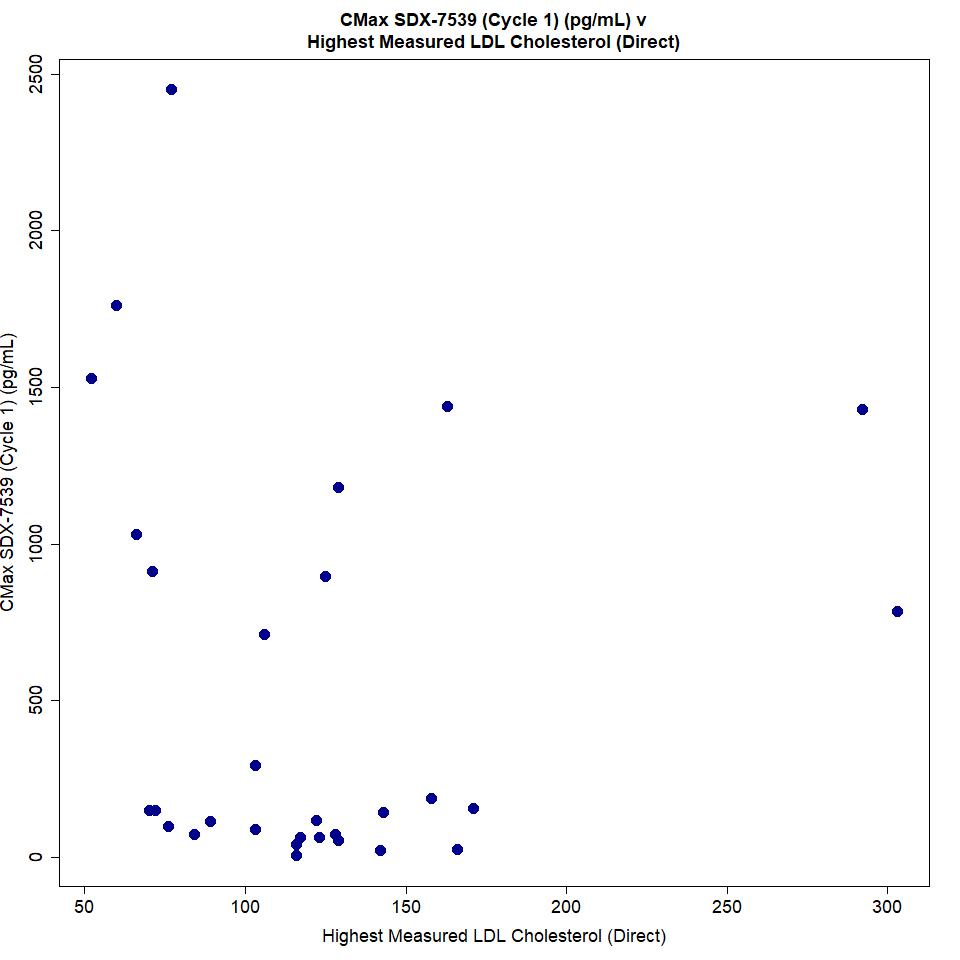 CMax SDX-7539 (Cycle 1) (pg/mL) v
Highest Measured LDL Cholesterol (Direct)
2500
2000
1500
1000
500
0
CMax SDX-7539 (Cycle 1) (pg/mL)
50 100 150 200 250 300
Highest Measured LDL Cholesterol (Direct)